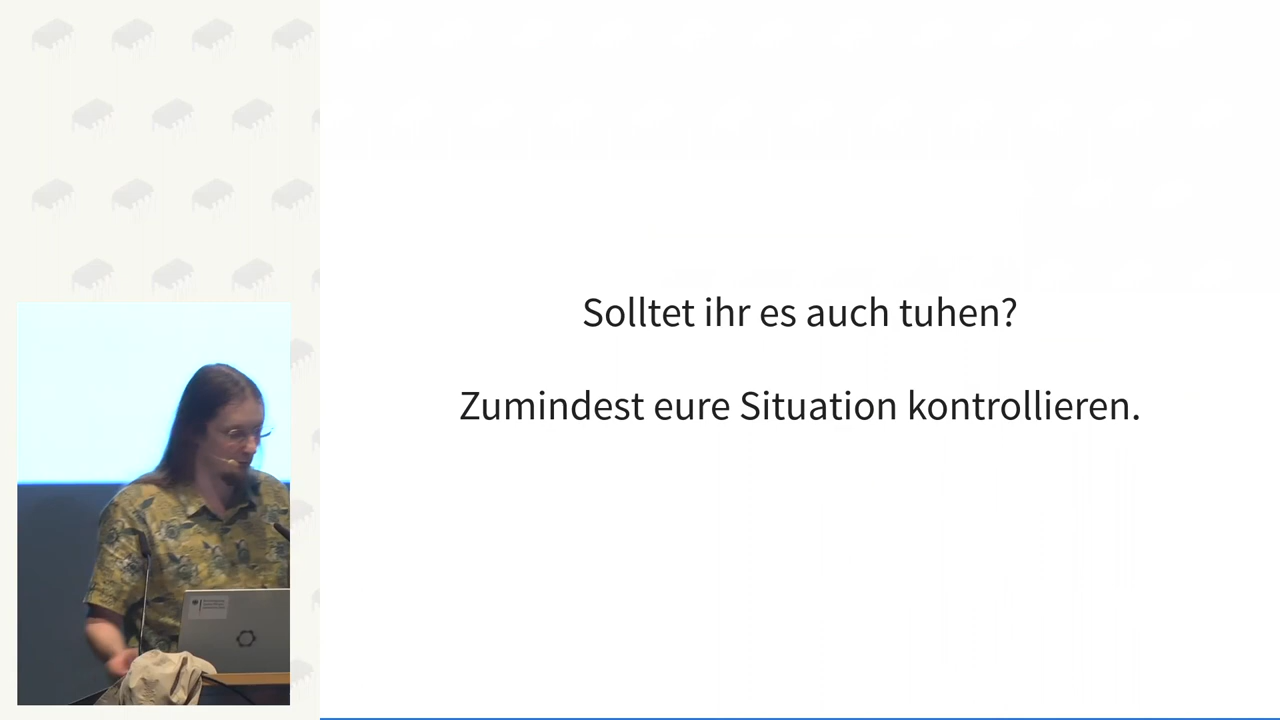 Solltet ihr es auch tuhen?
Zumindest eure Situation kontrollieren.